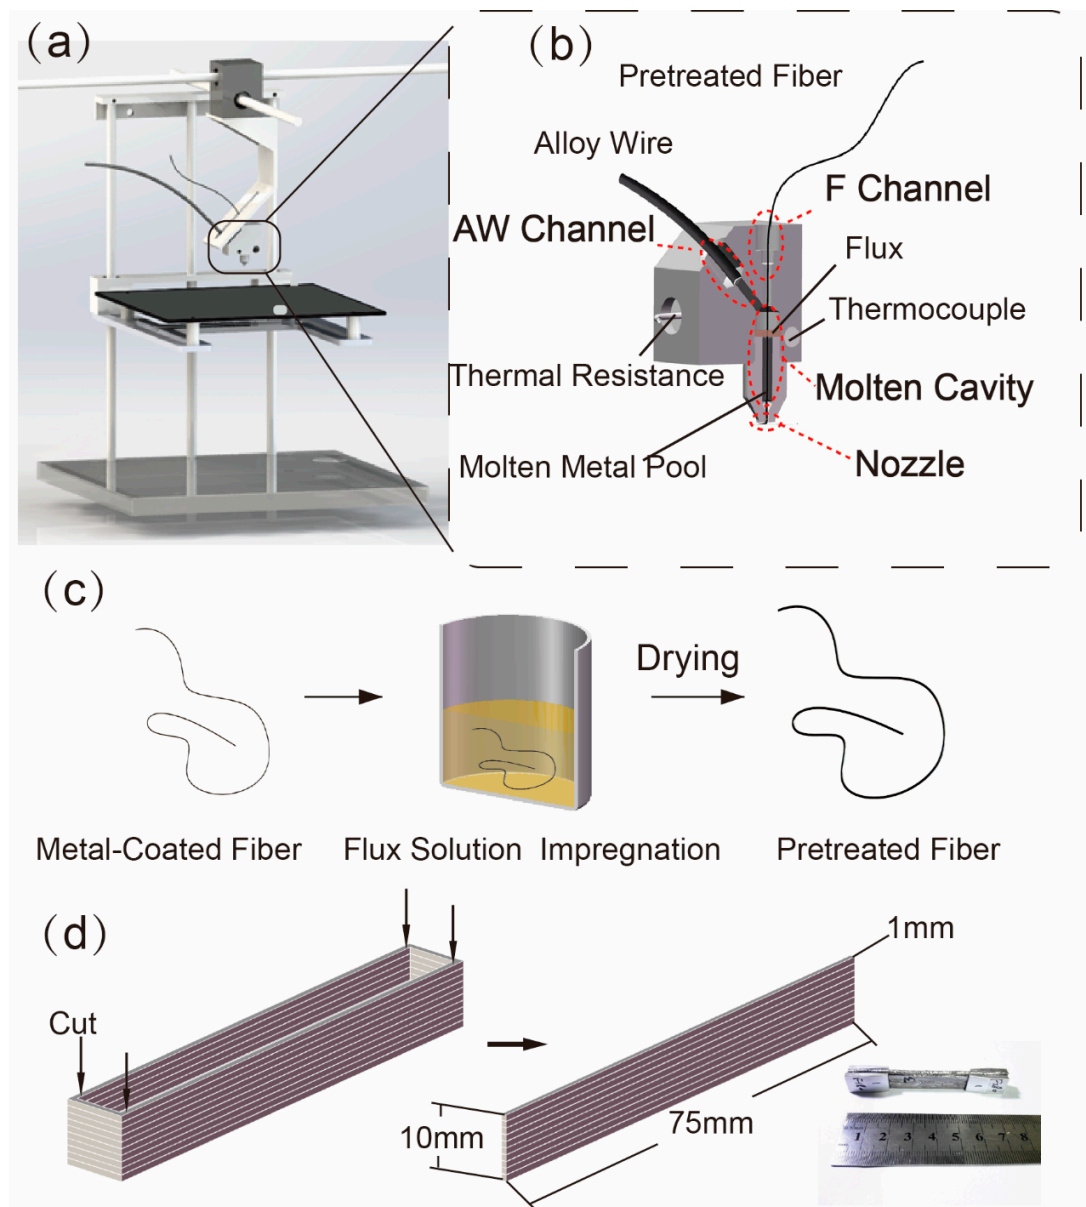 (a)
(b)
Pretreated Fiber
Alloy Wire
F Channel
AW Channel
Flux
Thermocouple
Thermal Resistance
Molten Cavity
Molten Metal Pool
Nozzle
(c)
Drying
Metal-Coated Fiber
Flux Solution Impregnation
Pretreated Fiber
(d)
1mm
Cut
10mm
75mm
1 2 3 4 5 6 7 8